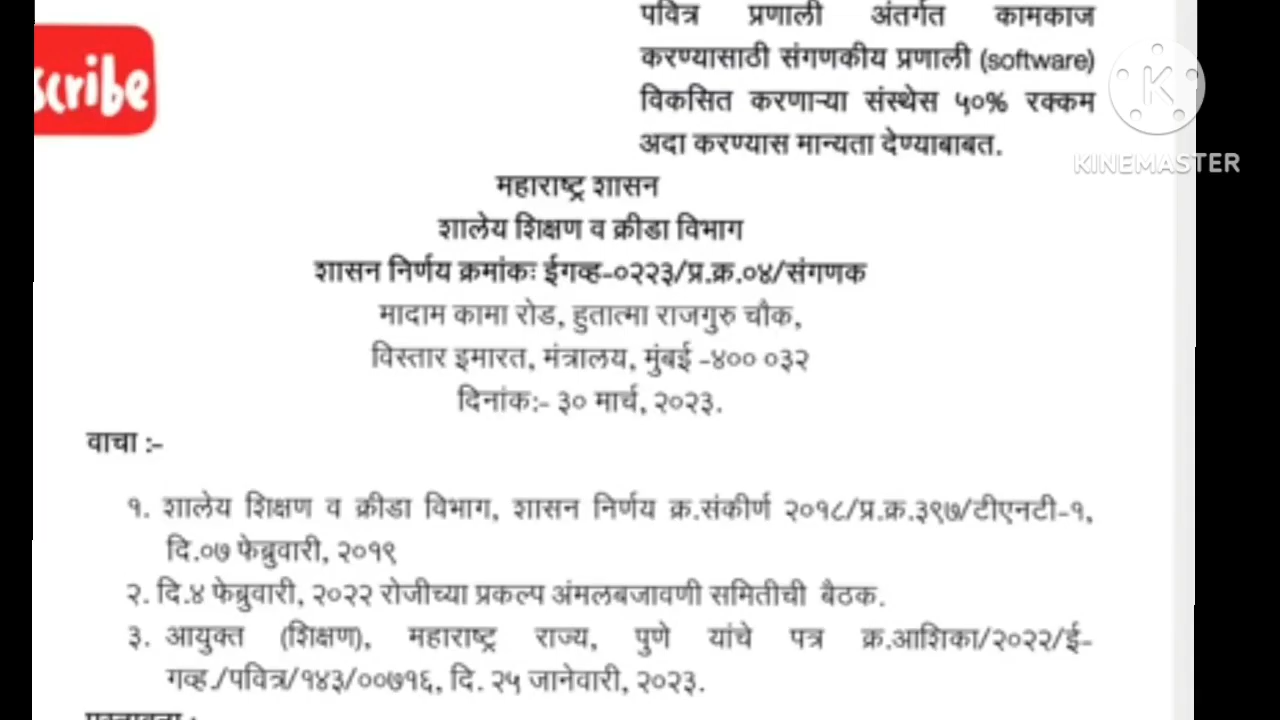 पवित्र प्रणाली अंतर्गत कामकाज
करण्यासाठी संगणकीय प्रणाली (software)
विकसित करणाऱ्या संस्थेस ५०% रक्कम
अदा करण्यास मान्यता देण्याबाबत.
scribe
KINEMASTER
महाराष्ट्र शासन
शालेय शिक्षण व क्रीडा विभाग
शासन निर्णय क्रमांकः ईगव्ह-०२२३/प्र.क्र.०४/संगणक
मादाम कामा रोड, हुतात्मा राजगुरु चौक,
विस्तार इमारत, मंत्रालय, मुंबई -४०० ०३२
दिनांक:- ३० मार्च, २०२३.
वाचा :-
१. शालेय शिक्षण व क्रीडा विभाग, शासन निर्णय क्र.संकीर्ण २०१८/प्र.क्र.३९७/टीएनटी-१,
दि.०७ फेब्रुवारी, २०१९
२. दि.४ फेब्रुवारी, २०२२ रोजीच्या प्रकल्प अंमलबजावणी समितीची बैठक.
३. आयुक्त (शिक्षण), महाराष्ट्र राज्य, पुणे यांचे पत्र क्र.आशिका/२०२२/ई-
गव्ह./पवित्र/१४३/००७१६, दि. २५ जानेवारी, २०२३.